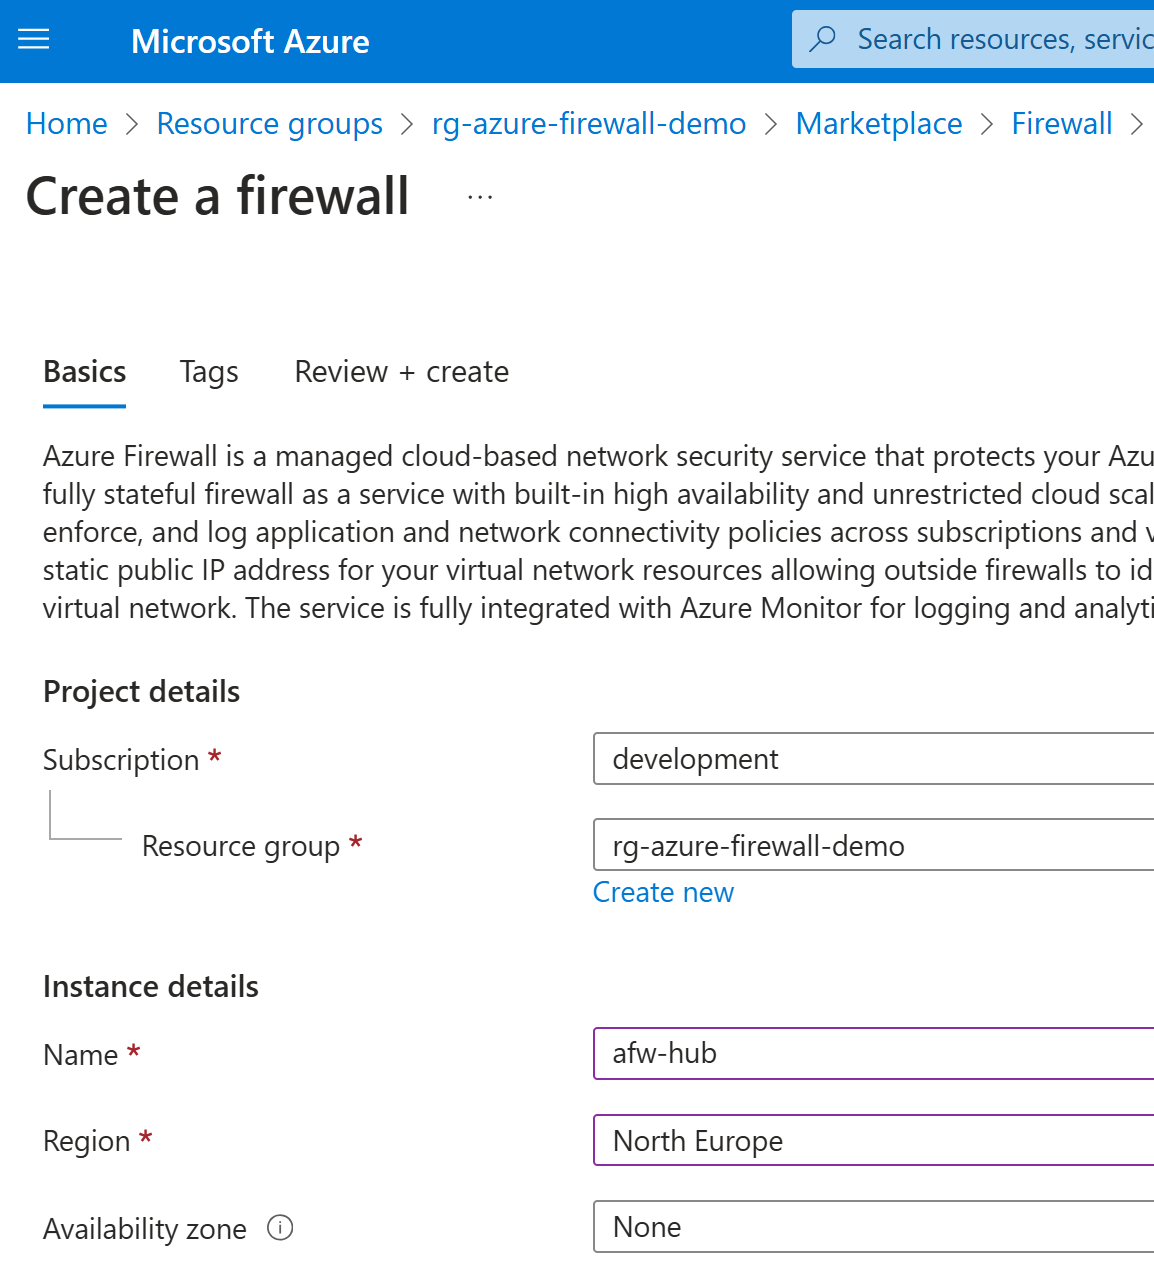 Microsoft Azure
Search resources, servic
Home > Resource groups > rg-azure-firewall-demo > Marketplace > Firewall >
Create a firewall ...
Basics Tags Review + create
Azure Firewall is a managed cloud-based network security service that protects your Azu
fully stateful firewall as a service with built-in high availability and unrestricted cloud scal
enforce, and log application and network connectivity policies across subscriptions and v
static public IP address for your virtual network resources allowing outside firewalls to id
virtual network. The service is fully integrated with Azure Monitor for logging and analyti
Project details
Subscription * development
Resource group * rg-azure-firewall-demo
Create new
Instance details
Name * afw-hub
Region * North Europe
Availability zone None